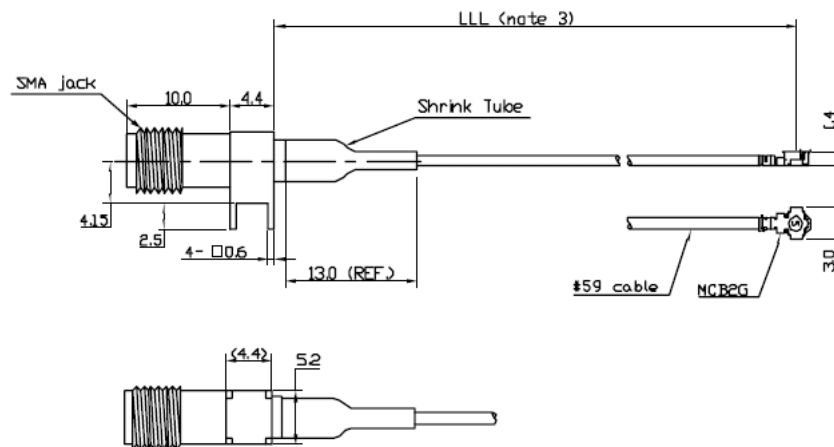 LLL (note 3)
SMA jack
10.0
4.4
Shrink Tube
4.15
2.5
4- □0.6
13.0 (REF.)
#59 cable
MCB2G
3.0
(4.4)
5.2